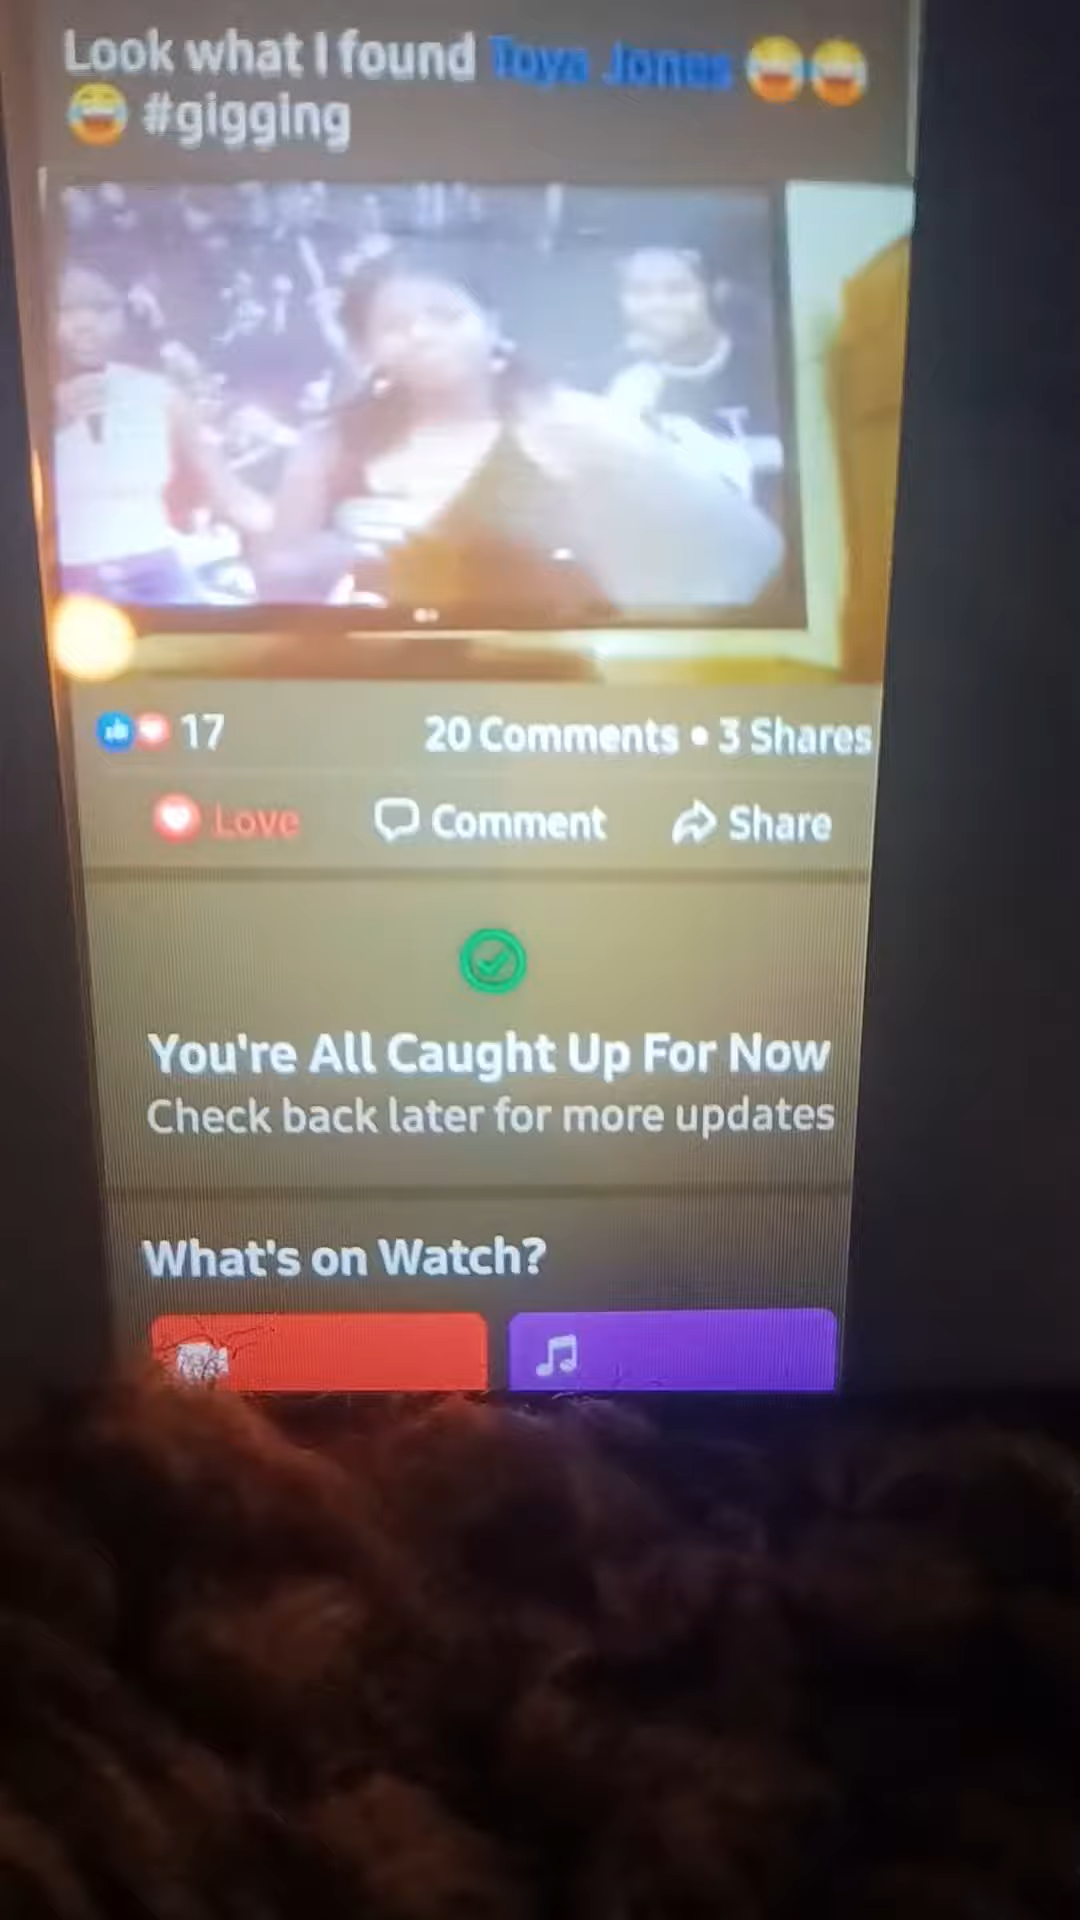 Look what I found Toya Jones 😂😂
😂 #gigging
17 20 Comments • 3 Shares
Love Comment Share
You're All Caught Up For Now
Check back later for more updates
What's on Watch?